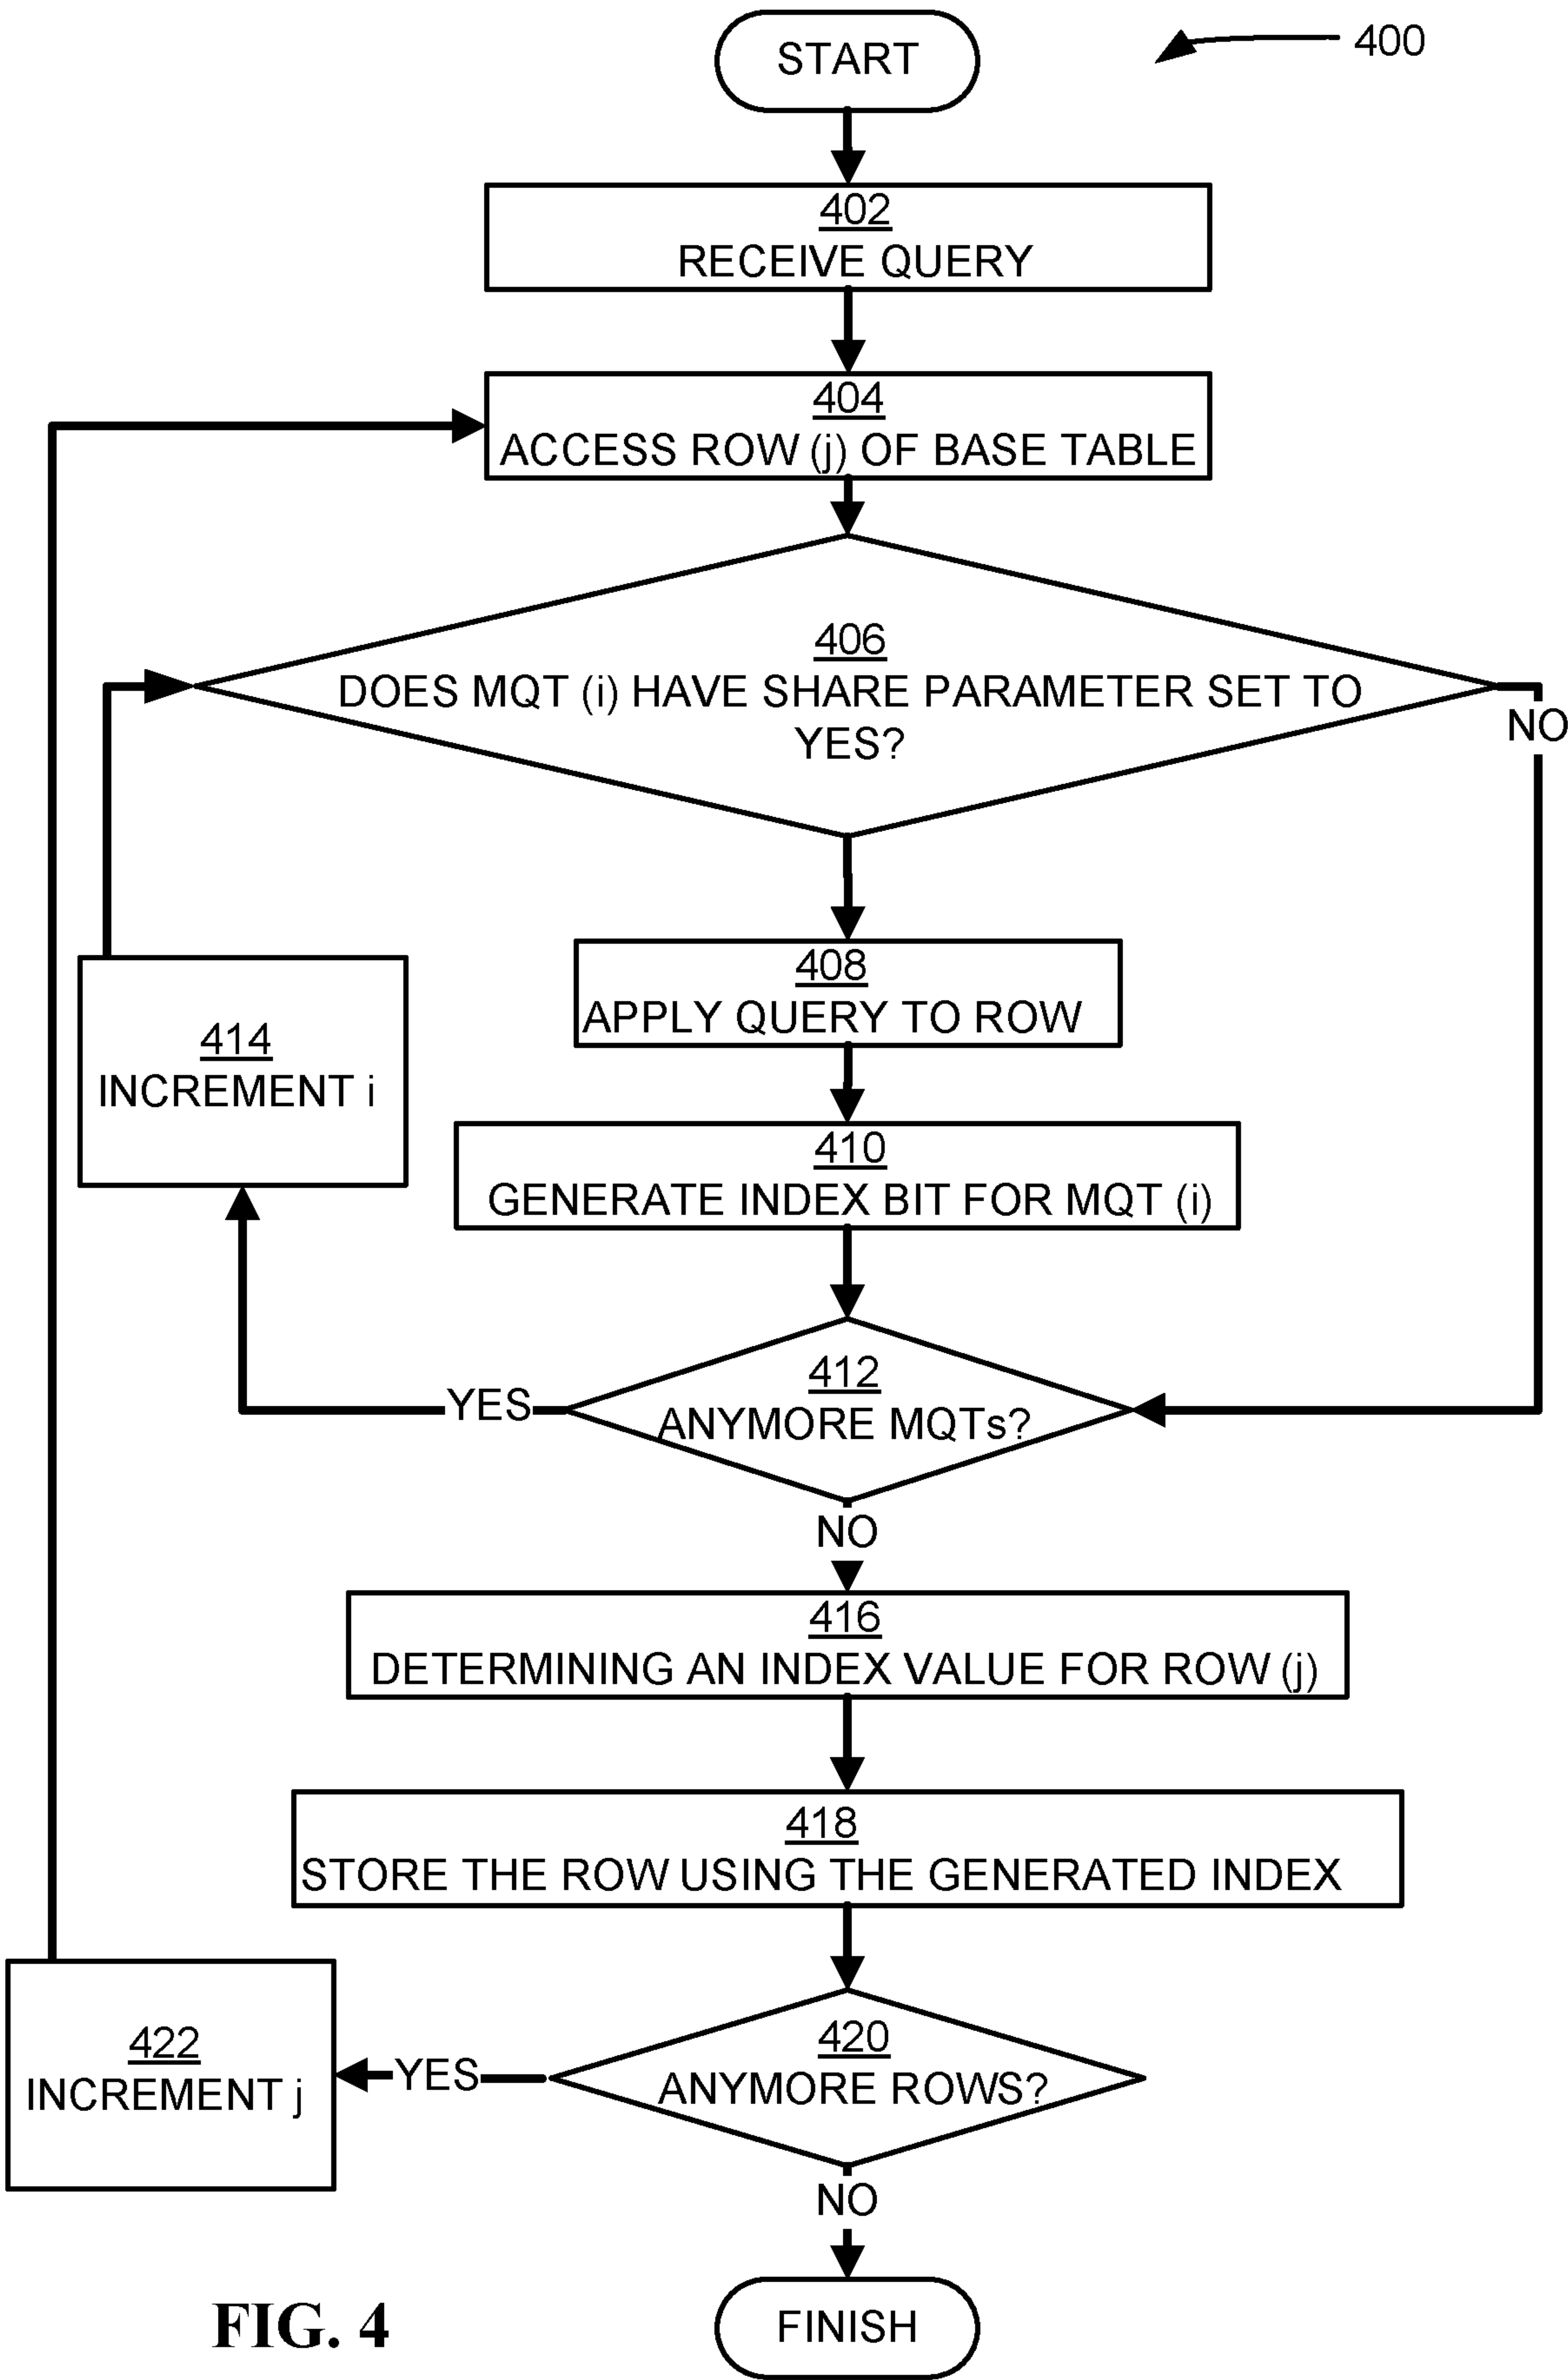 START
400
402
RECEIVE QUERY
404
ACCESS ROW (j) OF BASE TABLE
406
DOES MQT (i) HAVE SHARE PARAMETER SET TO
YES?
NO
408
APPLY QUERY TO ROW
414
INCREMENT i
410
GENERATE INDEX BIT FOR MQT (i)
412
ANYMORE MQTs?
YES
NO
416
DETERMINING AN INDEX VALUE FOR ROW (j)
418
STORE THE ROW USING THE GENERATED INDEX
420
ANYMORE ROWS?
YES
422
INCREMENT j
NO
FINISH
FIG. 4